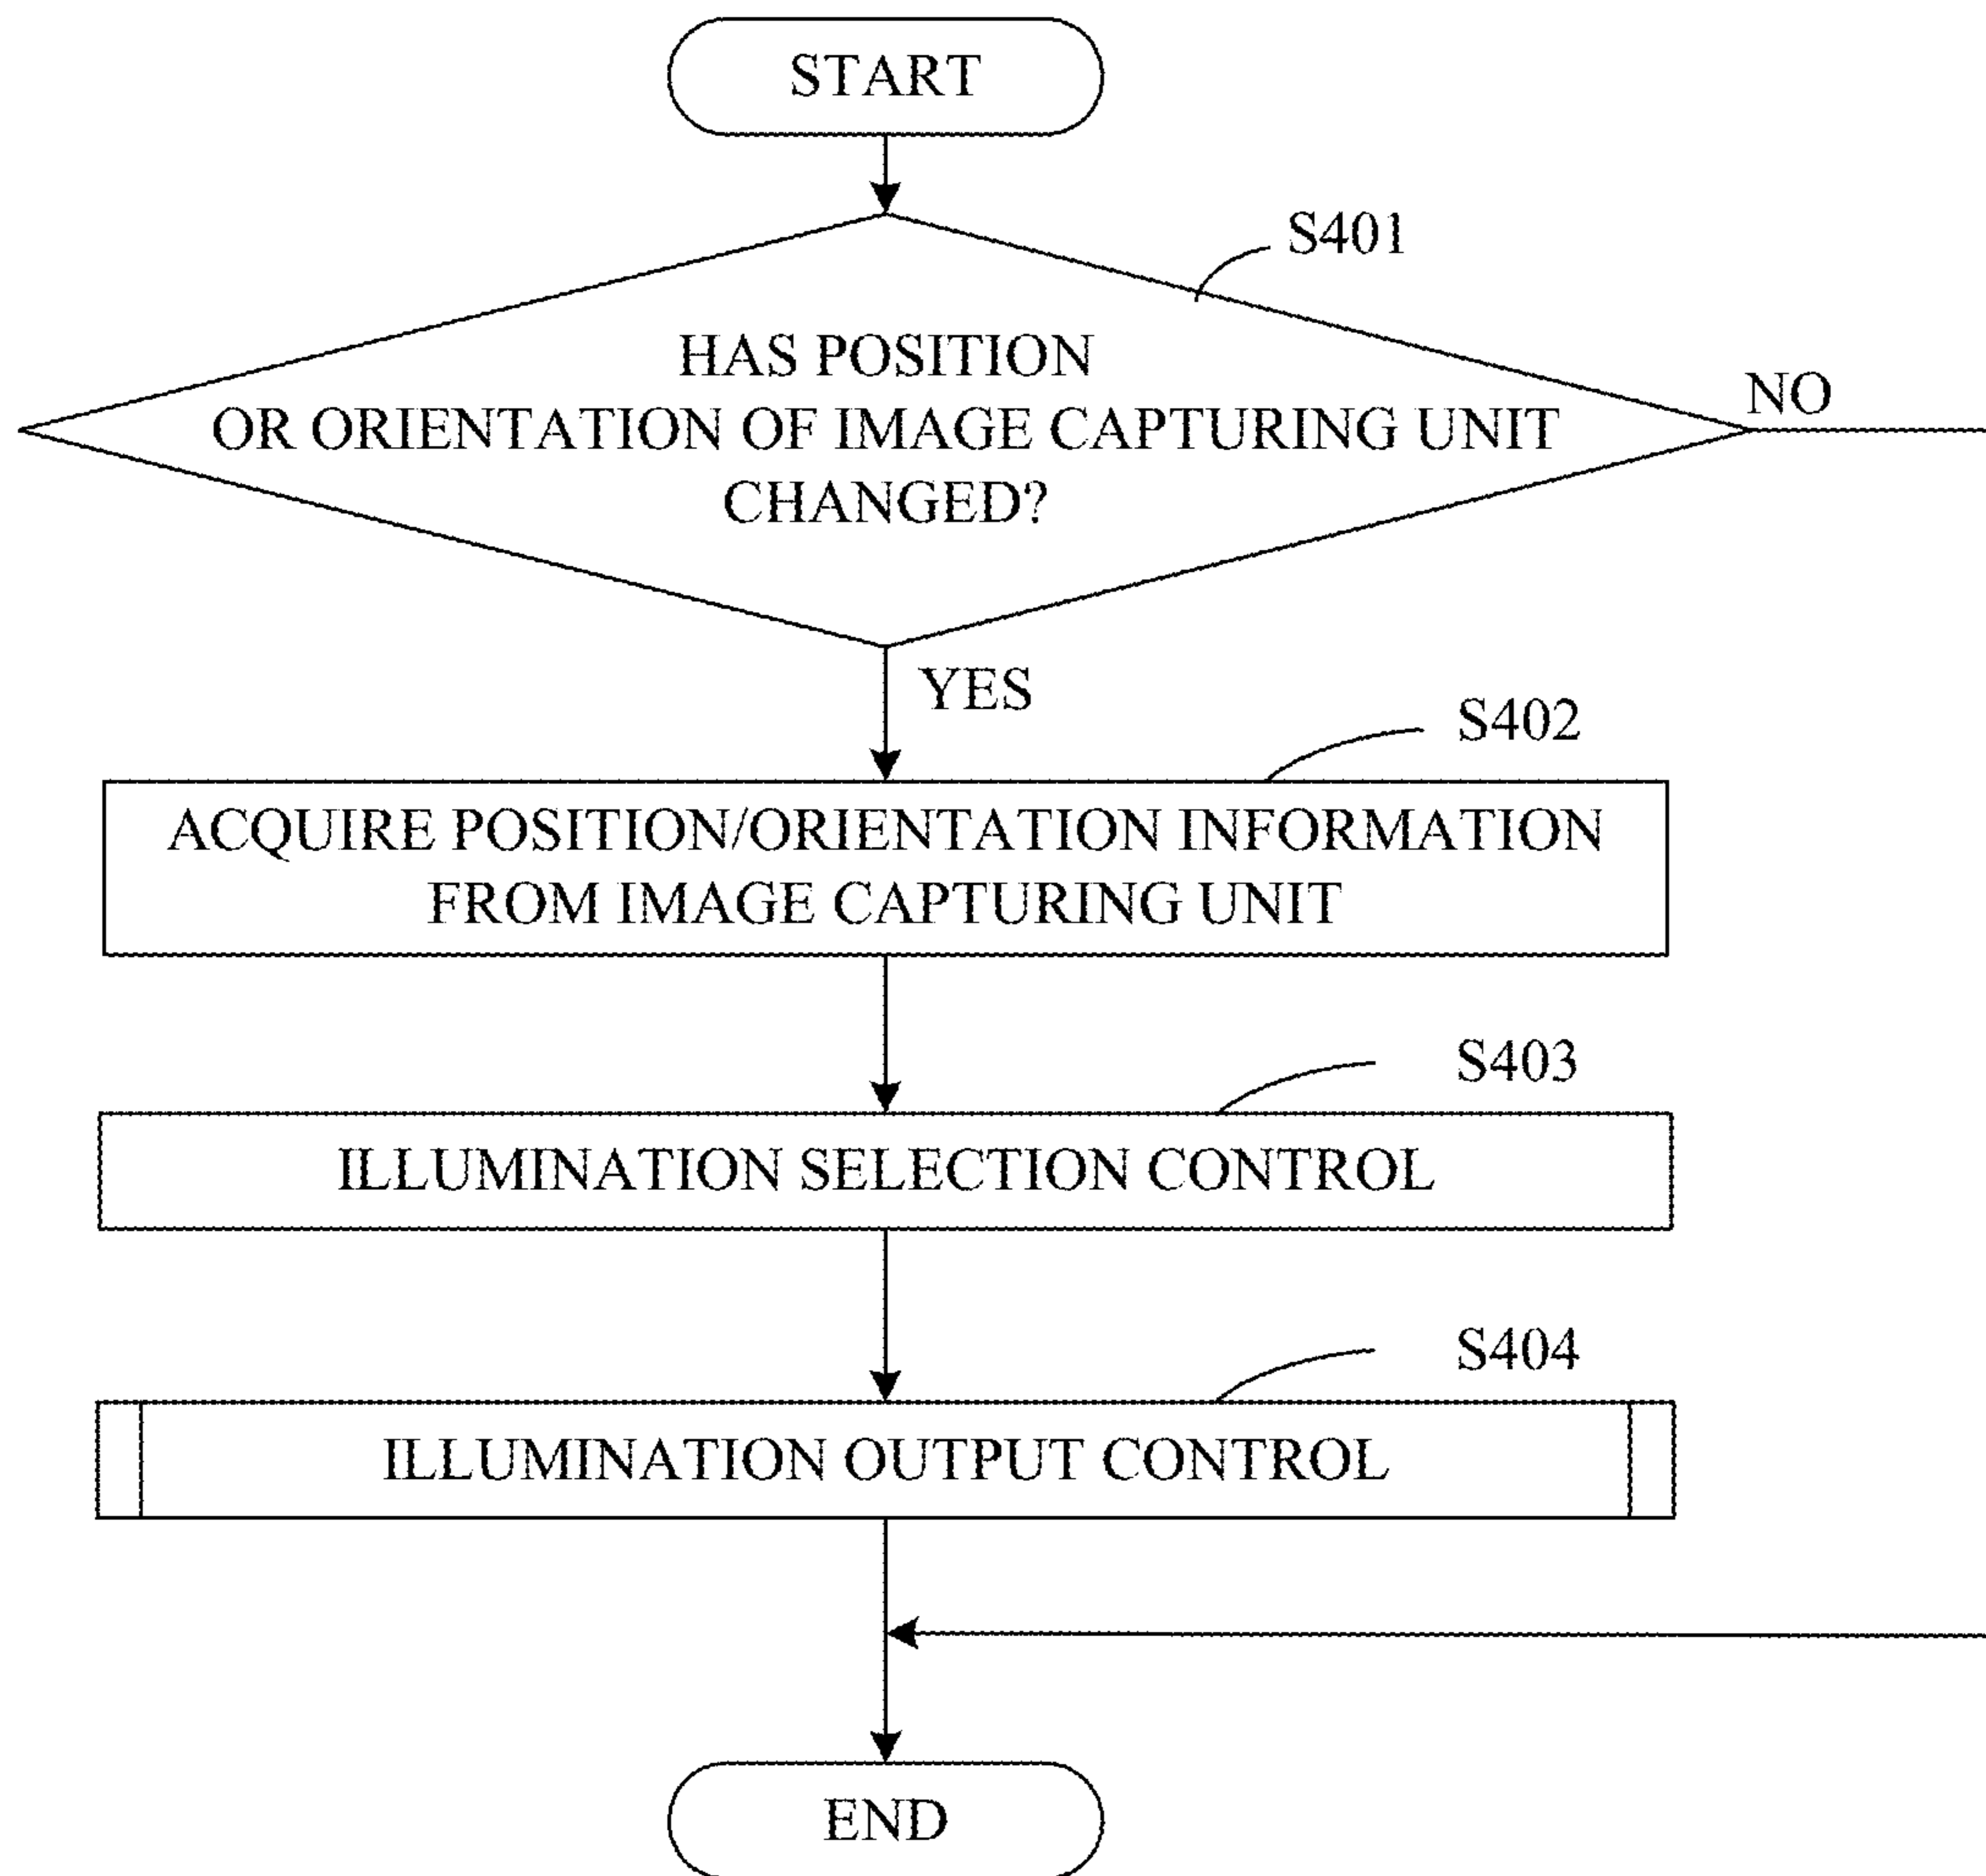 START
S401
HAS POSITION
OR ORIENTATION OF IMAGE CAPTURING UNIT
CHANGED?
NO
YES
S402
ACQUIRE POSITION/ORIENTATION INFORMATION
FROM IMAGE CAPTURING UNIT
S403
ILLUMINATION SELECTION CONTROL
S404
ILLUMINATION OUTPUT CONTROL
END